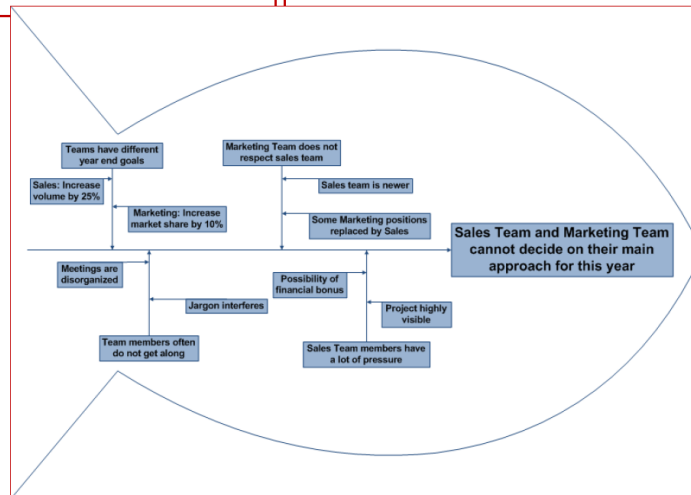 Teams have different
year end goals
Marketing Team does not
respect sales team
Sales: Increase
volume by 25%
Sales team is newer
Marketing: Increase
market share by 10%
Some Marketing positions
replaced by Sales
Sales Team and Marketing Team
cannot decide on their main
approach for this year
Meetings are
disorganized
Possibility of
financial bonus
Jargon interferes
Project highly
visible
Team members often
do not get along
Sales Team members have
a lot of pressure